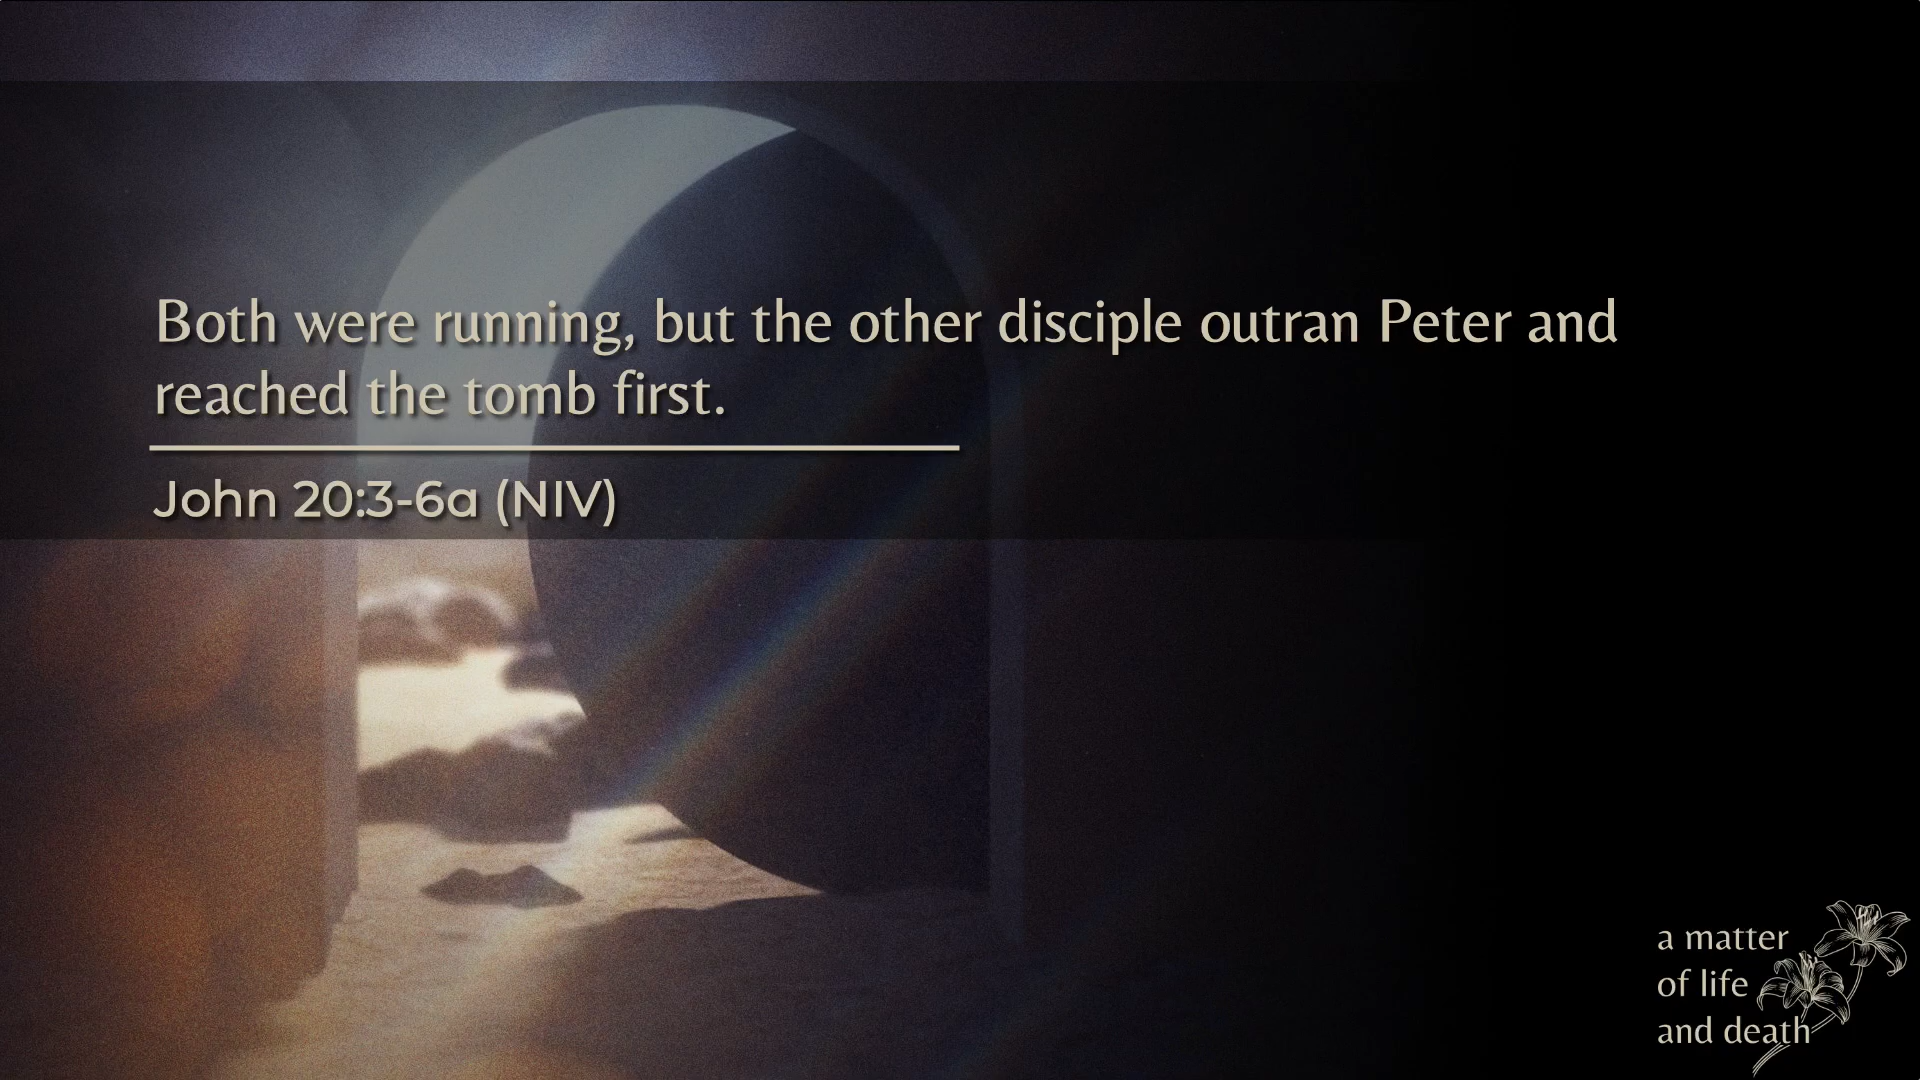 Both were running, but the other disciple outran Peter and
reached the tomb first.
John 20:3-6a (NIV)
a matter
of life
and death